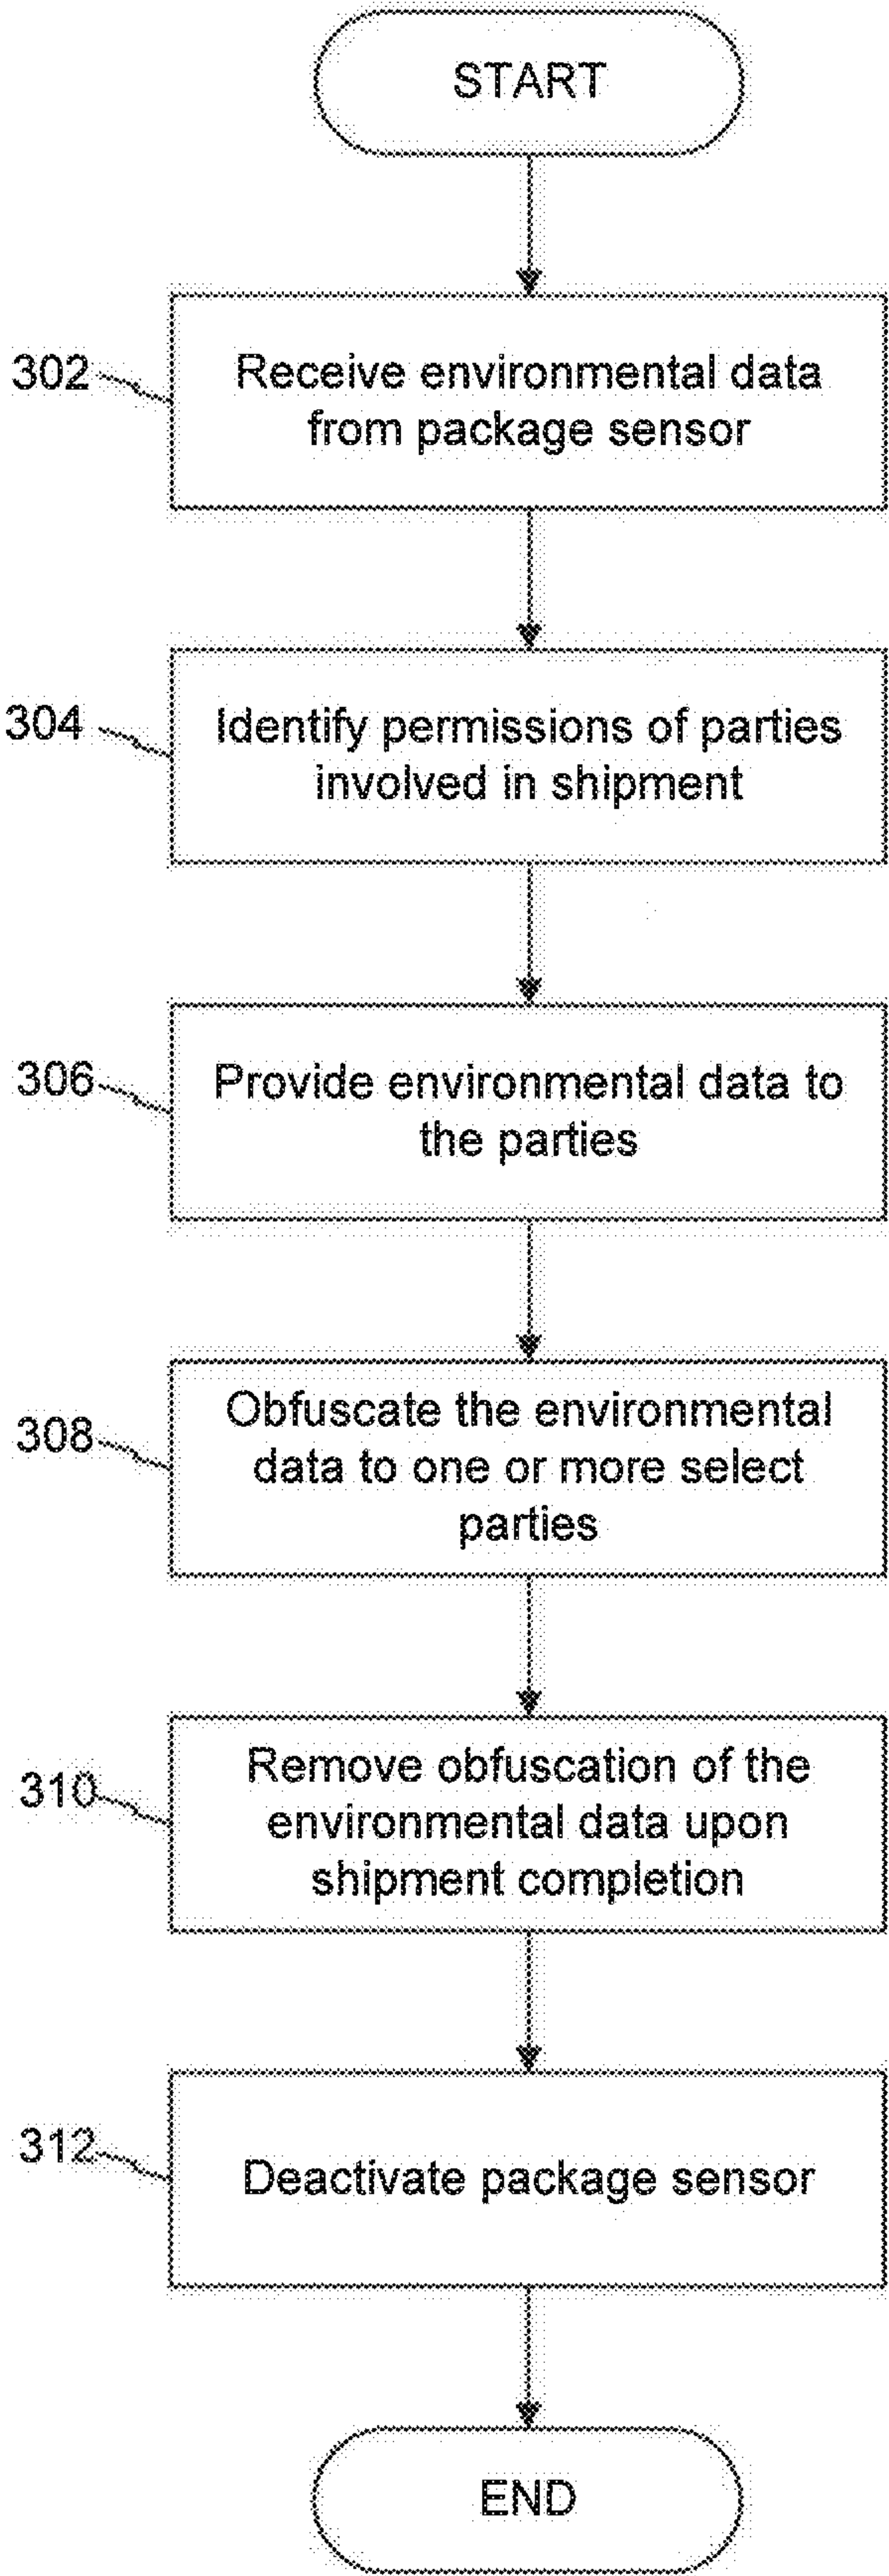 START
302
Receive environmental data
from package sensor
304
Identify permissions of parties
involved in shipment
306
Provide environmental data to
the parties
308
Obfuscate the environmental
data to one or more select
parties
310
Remove obfuscation of the
environmental data upon
shipment completion
312
Deactivate package sensor
END